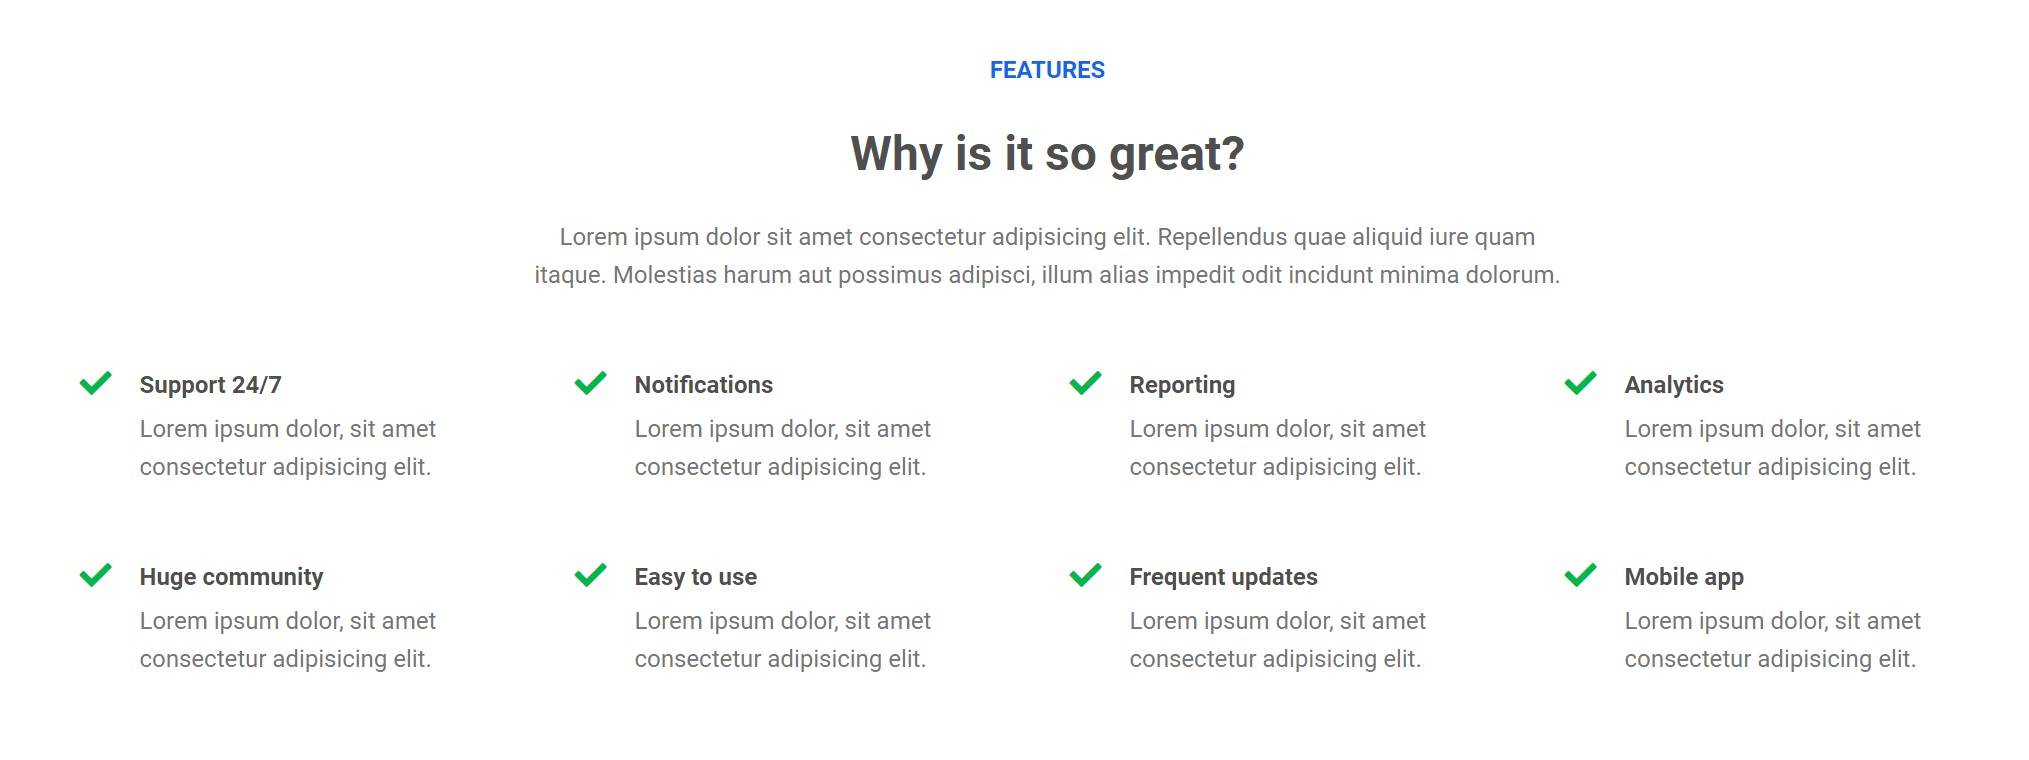 FEATURES
Why is it so great?
Lorem ipsum dolor sit amet consectetur adipisicing elit. Repellendus quae aliquid iure quam
itaque. Molestias harum aut possimus adipisci, illum alias impedit odit incidunt minima dolorum.
Support 24/7
Lorem ipsum dolor, sit amet
consectetur adipisicing elit.
Notifications
Lorem ipsum dolor, sit amet
consectetur adipisicing elit.
Reporting
Lorem ipsum dolor, sit amet
consectetur adipisicing elit.
Analytics
Lorem ipsum dolor, sit amet
consectetur adipisicing elit.
Huge community
Lorem ipsum dolor, sit amet
consectetur adipisicing elit.
Easy to use
Lorem ipsum dolor, sit amet
consectetur adipisicing elit.
Frequent updates
Lorem ipsum dolor, sit amet
consectetur adipisicing elit.
Mobile app
Lorem ipsum dolor, sit amet
consectetur adipisicing elit.